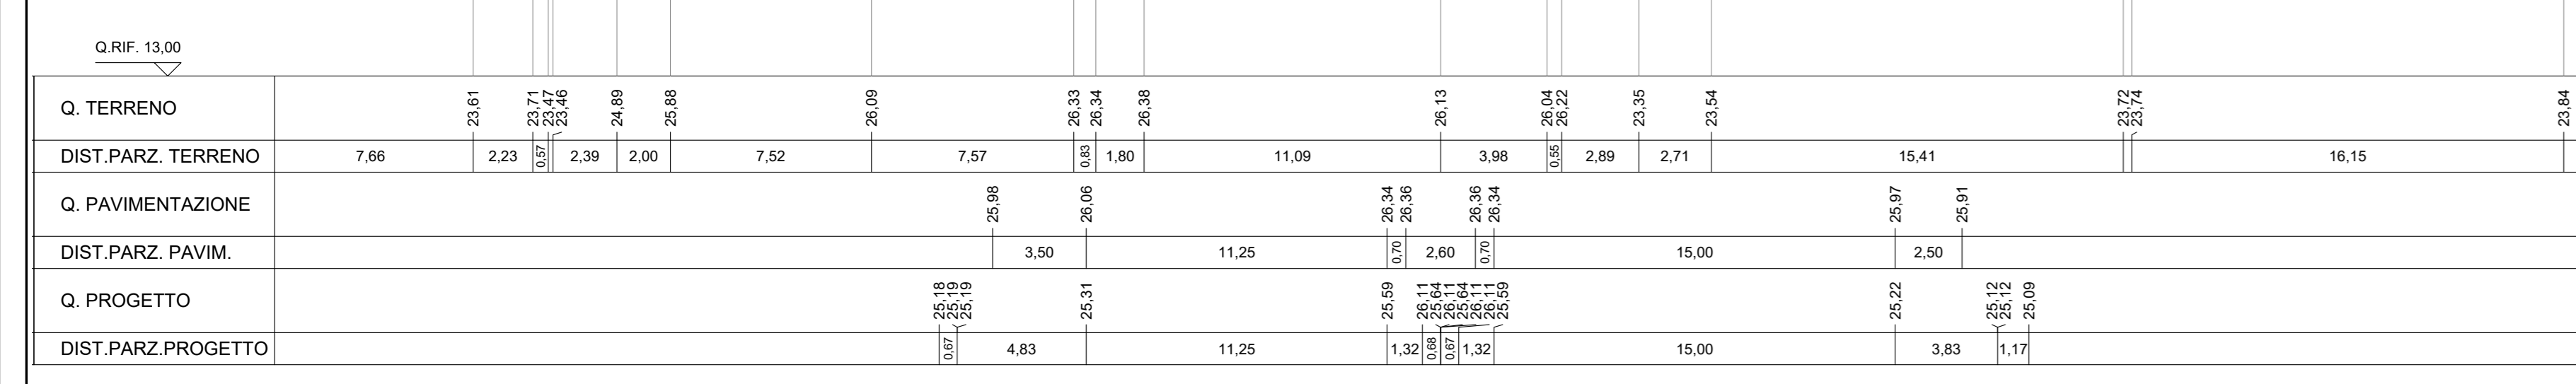 Q.RIF. 13,00
Q. TERRENO 23,61 23,71 23,47 23,46 24,89 25,88 26,09 26,33 26,34 26,38 26,13 26,04 26,22 23,35 23,54 23,72 23,74 23,84
DIST.PARZ. TERRENO 7,66 2,23 0,57 2,39 2,00 7,52 7,57 0,83 1,80 11,09 3,98 0,55 2,89 2,71 15,41 16,15
Q. PAVIMENTAZIONE 25,98 26,06 26,34 26,36 26,36 26,34 25,97 25,91
DIST.PARZ. PAVIM. 3,50 11,25 0,70 2,60 0,70 15,00 2,50
Q. PROGETTO 25,18 25,19 25,19 25,31 25,59 26,11 25,64 26,11 25,64 26,11 26,11 25,59 25,22 25,12 25,12 25,09
DIST.PARZ.PROGETTO 0,67 4,83 11,25 1,32 0,68 0,67 1,32 15,00 3,83 1,17